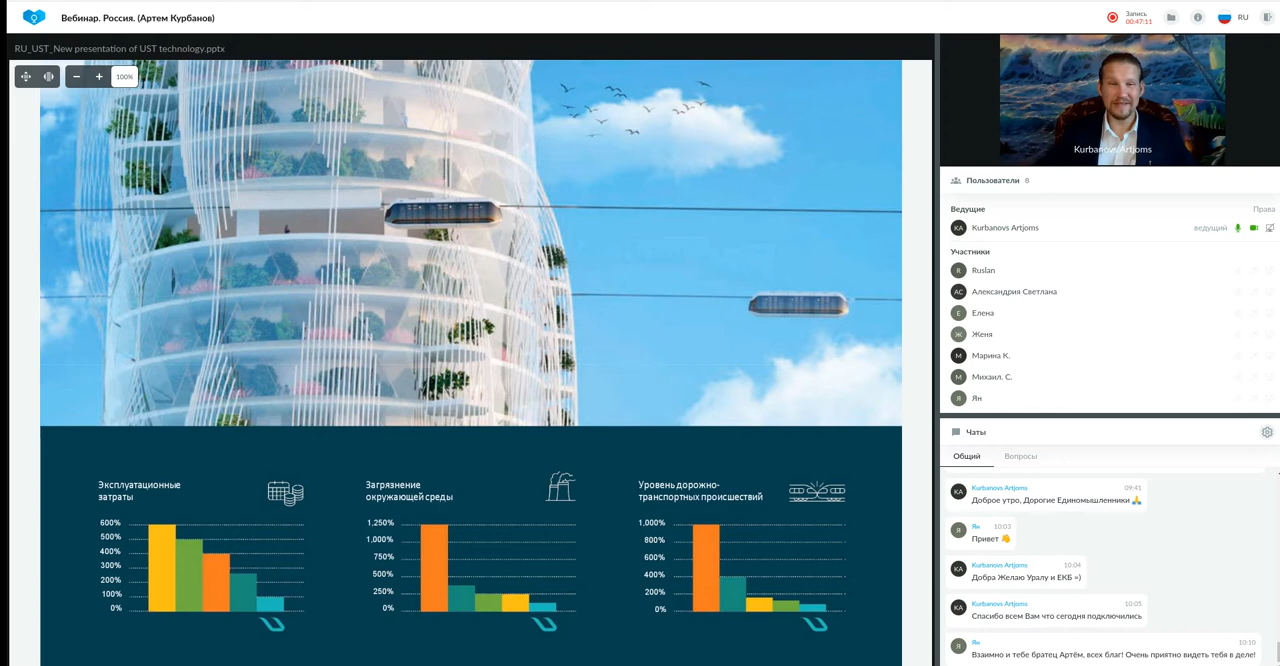 Вебинар. Россия. (Артем Курбанов)
Запись
00:47:11
RU
RU_UST_New presentation of UST technology.pptx
100%
Kurbanovs Artjoms
Пользователи 8
Ведущие Права
KA Kurbanovs Artjoms ведущий
Участники
R Ruslan
АС Александрия Светлана
Е Елена
Ж Женя
М Марина К.
М Михаил. С.
Я Ян
Чаты
Общий Вопросы
KA Kurbanovs Artjoms 09:41
Доброе утро, Дорогие Единомышленники 🙏
Я Ян 10:03
Привет 👋
KA Kurbanovs Artjoms 10:04
Добра Желаю Уралу и ЕКБ =)
KA Kurbanovs Artjoms 10:05
Спасибо всем Вам что сегодня подключились
Я Ян 10:10
Взаимно и тебе братец Артём, всех благ! Очень приятно видеть тебя в деле!
Эксплуатационные
затраты
600%
500%
400%
300%
200%
100%
0%
Загрязнение
окружающей среды
1,250%
1,000%
750%
500%
250%
0%
Уровень дорожно-
транспортных происшествий
1,000%
800%
600%
400%
200%
0%